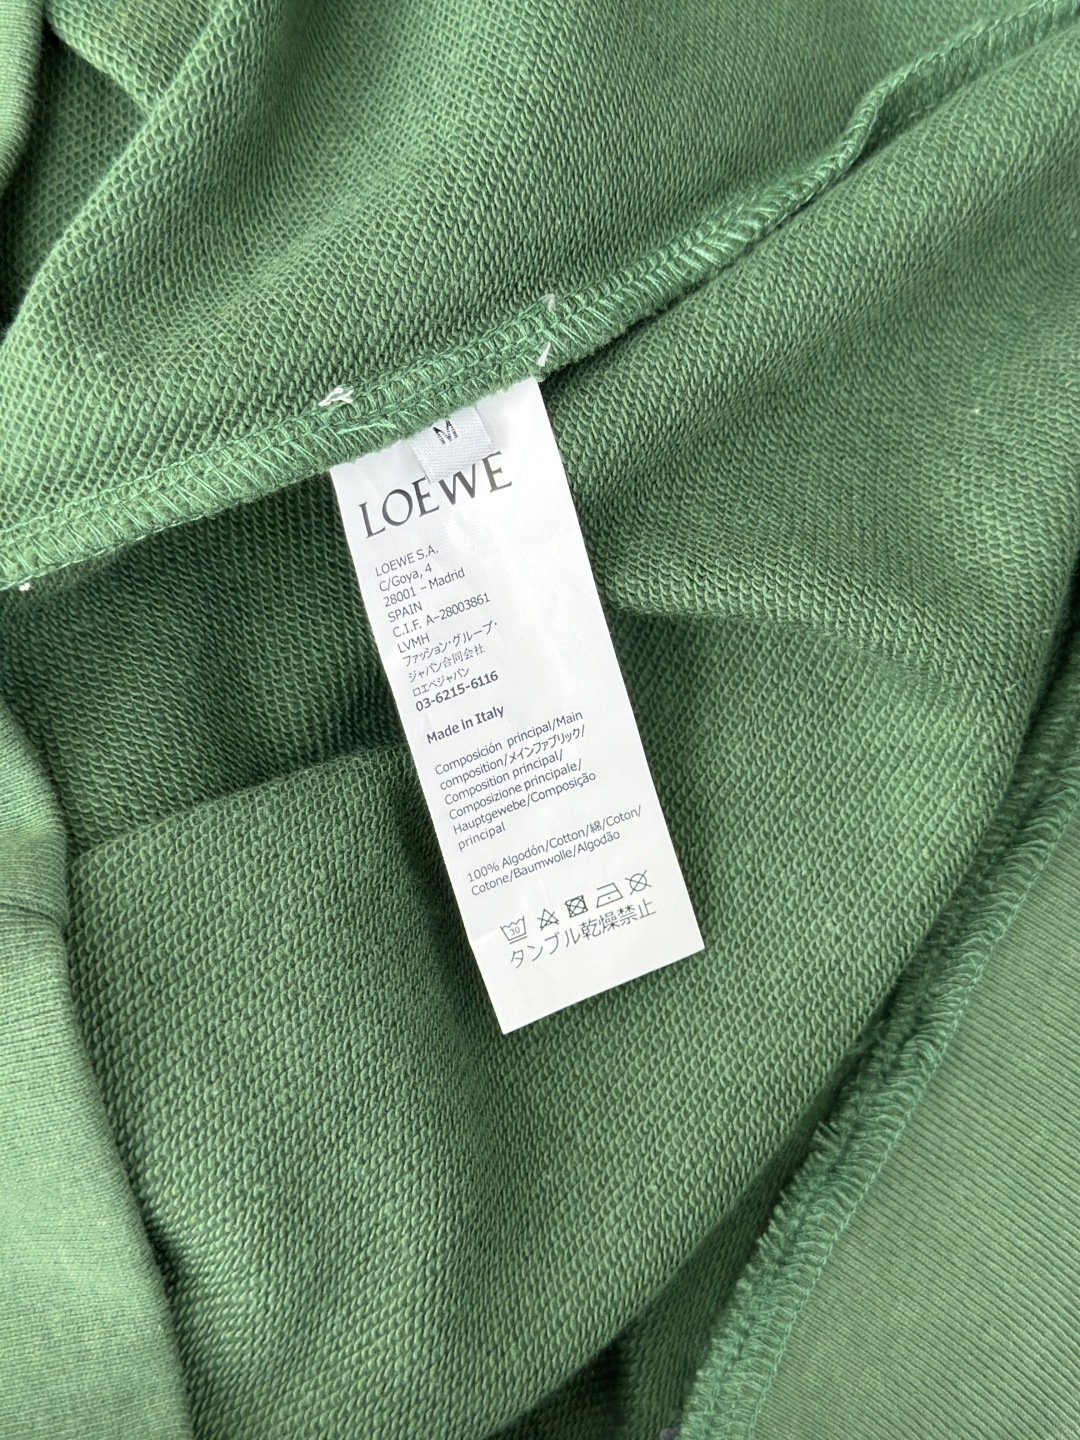 M
LOEWE
LOEWE S.A.
C/Goya, 4
28001 – Madrid
SPAIN
C.I.F. A-28003861
LVMH
ファッション・グループ・
ジャパン合同会社
ロエベジャパン
03-6215-6116
Made in Italy
Composición principal/Main
composition/メインファブリック/
Composition principal/
Composizione principale/
Hauptgewebe/Composição
principal
100% Algodón/Cotton/綿/Coton/
Cotone/Baumwolle/Algodão
30
タンブル乾燥禁止